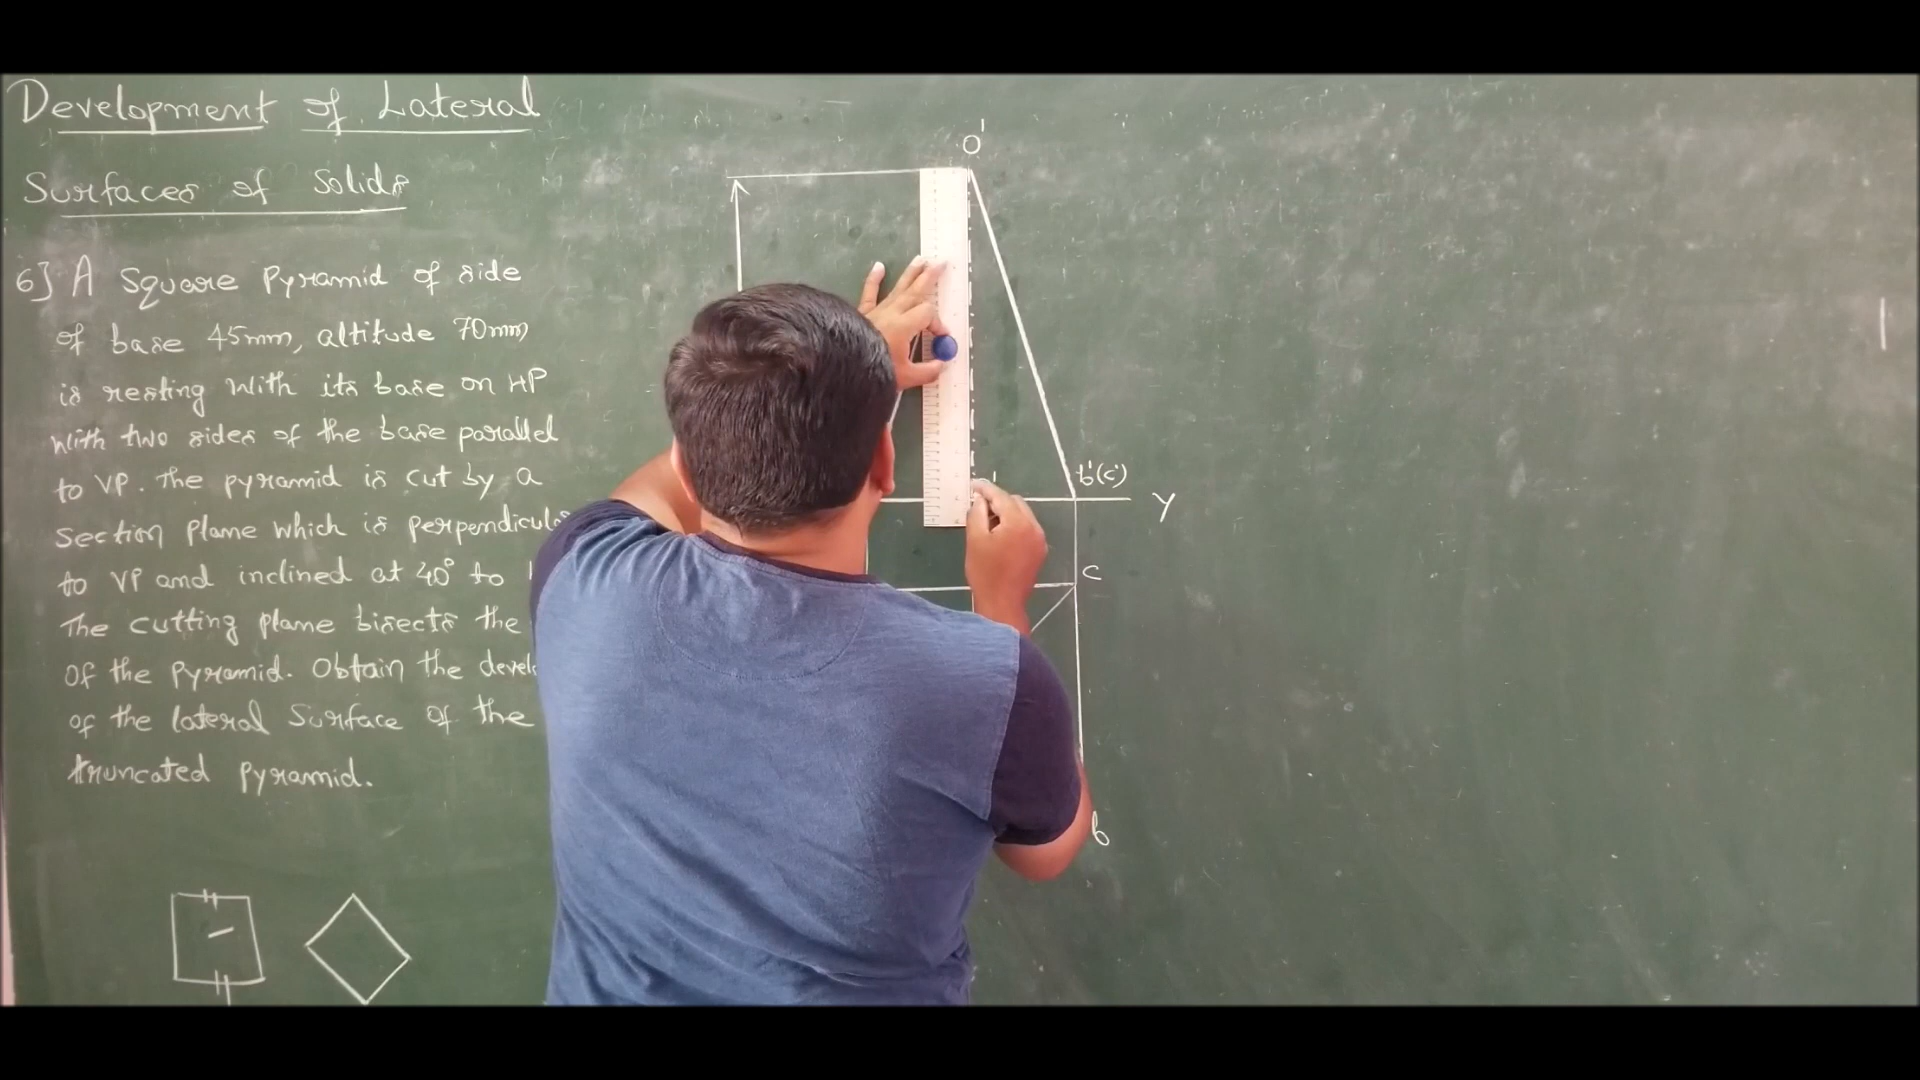 Development of Lateral
Surfaces of Solids
6] A Square Pyramid of side
of base 45mm, altitude 70mm
is resting with its base on HP
with two sides of the base parallel
to VP. The pyramid is cut by a
section plane which is perpendicular
to VP and inclined at 40° to
The cutting plane bisects the
of the pyramid. Obtain the devel
of the lateral Surface of the
truncated pyramid.
O'
b'(c')
Y
c
b